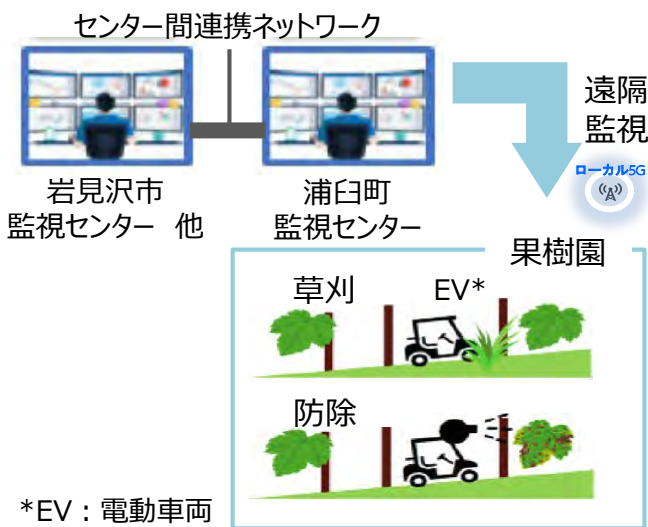 センター間連携ネットワーク
岩見沢市
監視センター 他
浦臼町
監視センター
遠隔
監視
ローカル5G
果樹園
草刈
EV*
防除
*EV：電動車両